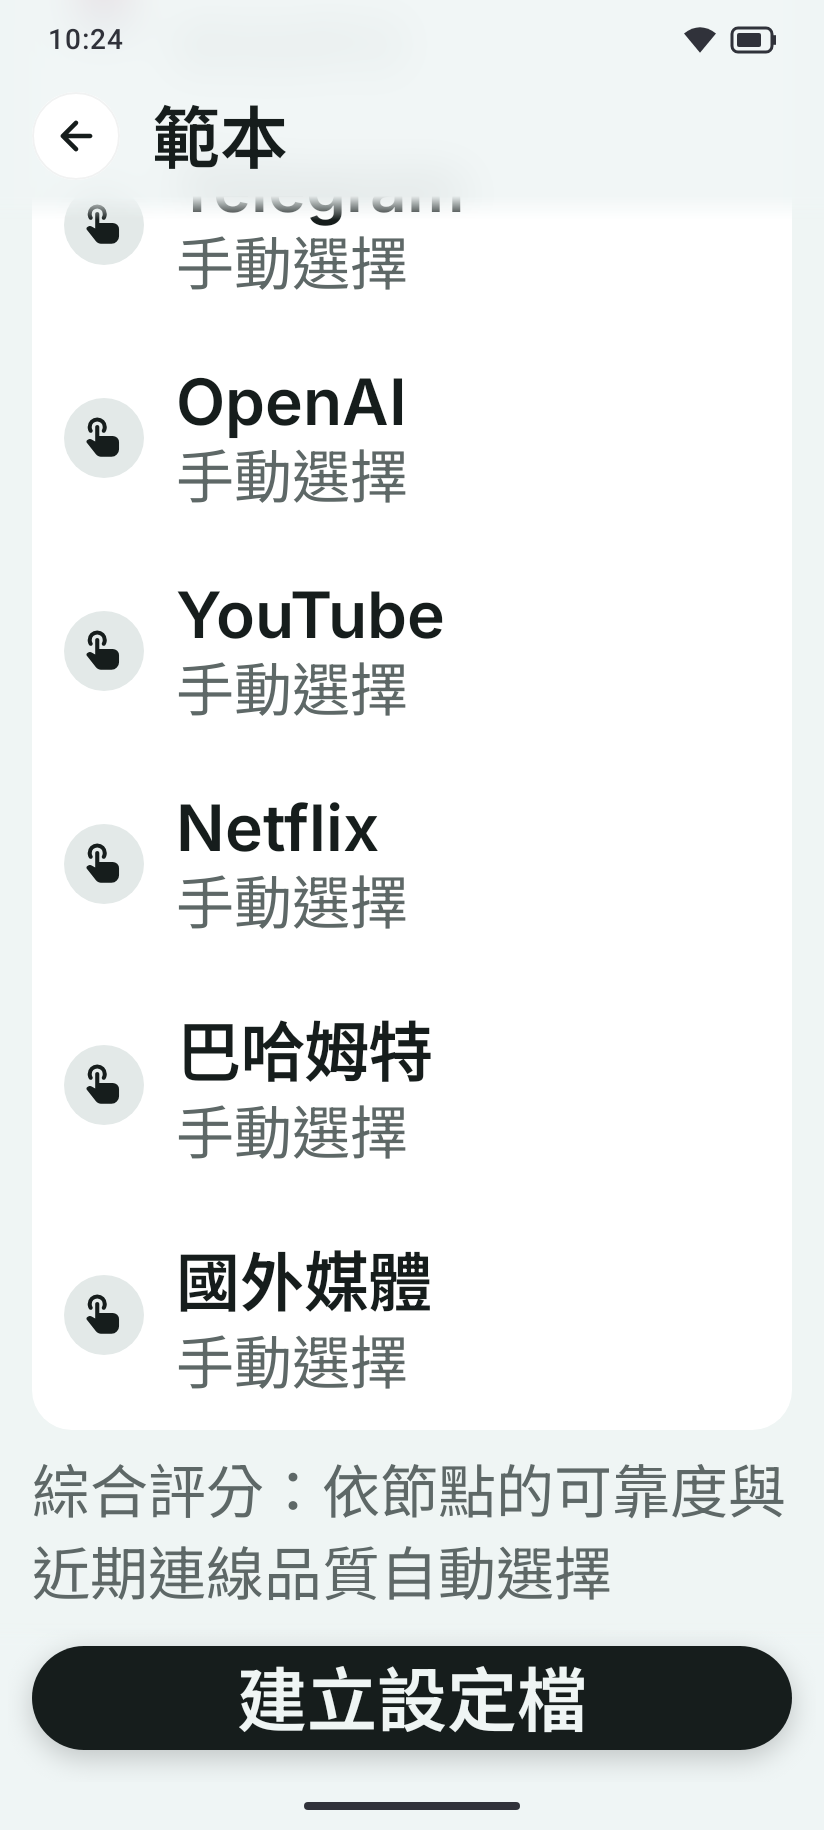 10:24
範本
Telegram
手動選擇
OpenAI
手動選擇
YouTube
手動選擇
Netflix
手動選擇
巴哈姆特
手動選擇
國外媒體
手動選擇
綜合評分：依節點的可靠度與
近期連線品質自動選擇
建立設定檔